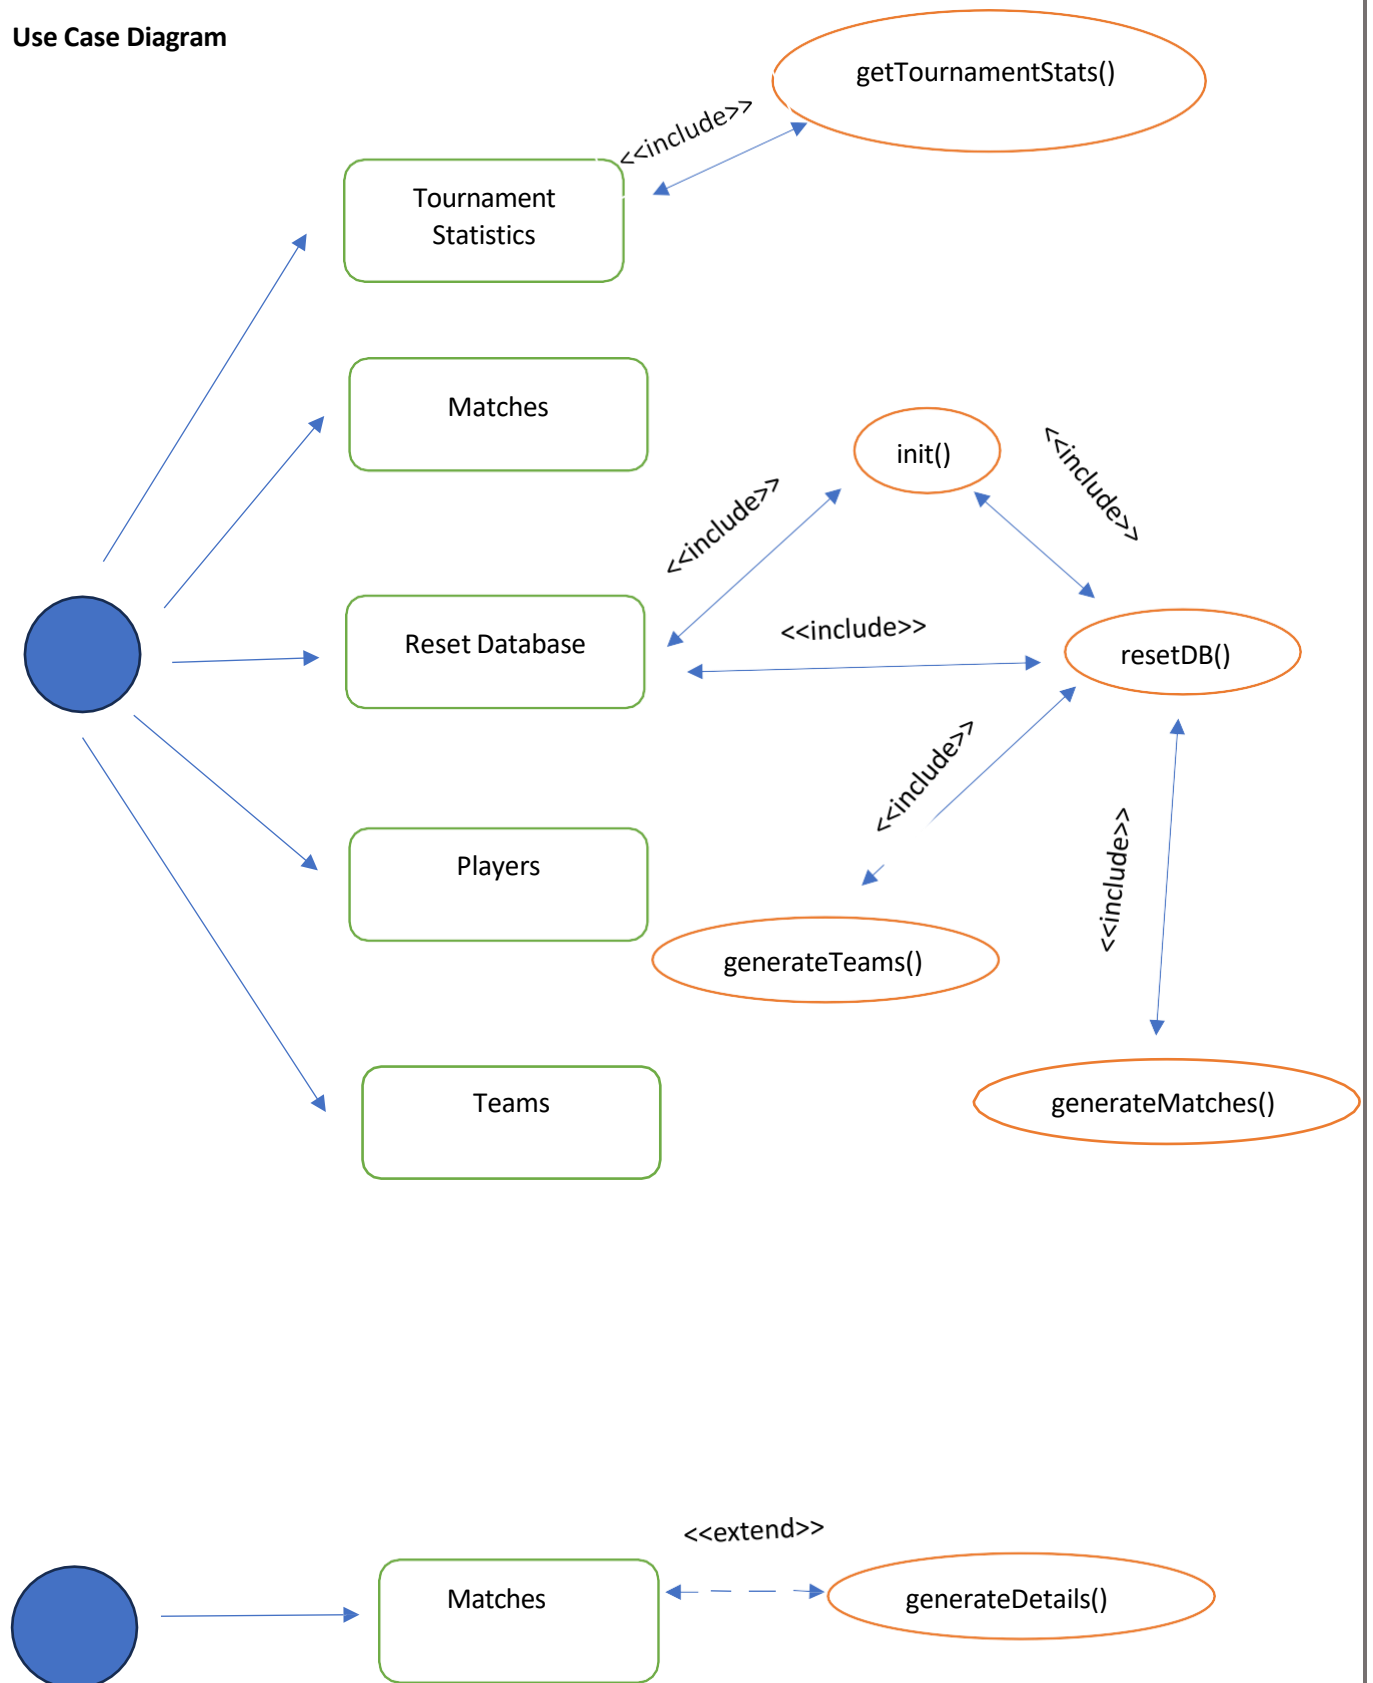 Use Case Diagram
getTournamentStats()
<<include>>
Tournament
Statistics
Matches
init()
<<include>>
<<include>>
Reset Database
<<include>>
resetDB()
<<include>>
Players
<<include>>
generateTeams()
Teams
generateMatches()
<<extend>>
Matches
generateDetails()